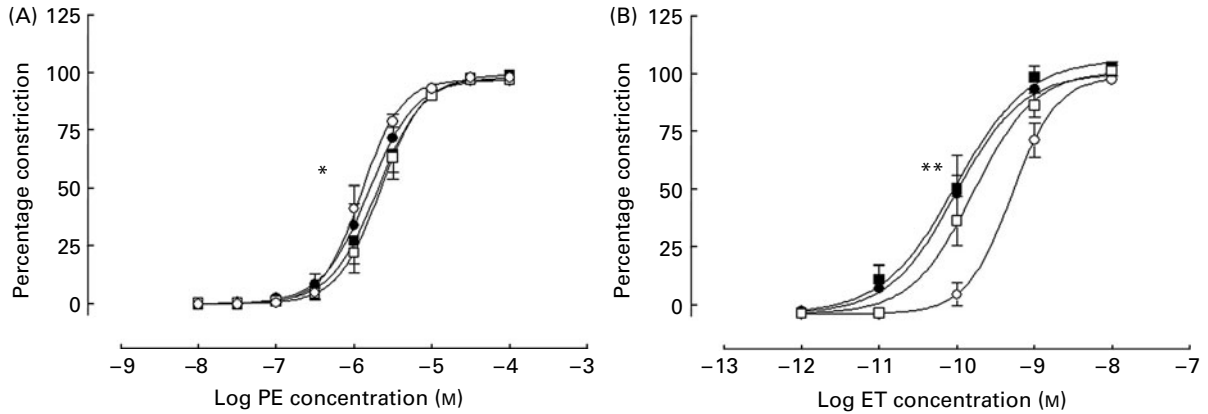 (A)
125
100
75
50
25
0
Percentage constriction
*
−9 −8 −7 −6 −5 −4 −3
Log PE concentration (M)
(B)
125
100
75
50
25
0
Percentage constriction
**
−13 −12 −11 −10 −9 −8 −7
Log ET concentration (M)